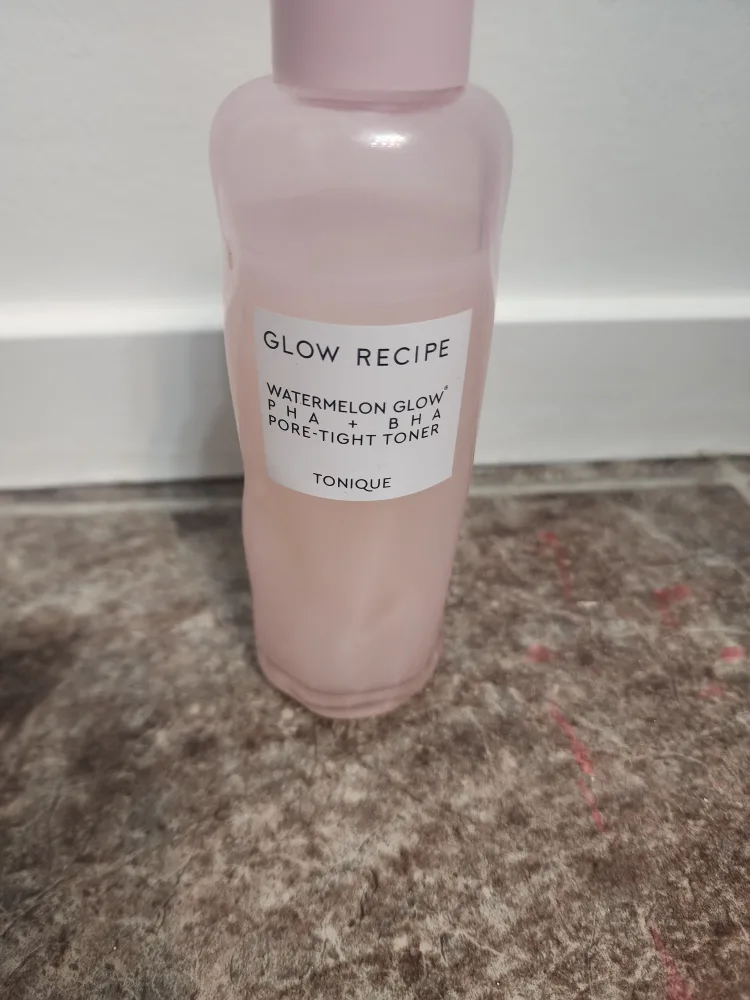 GLOW RECIPE
WATERMELON GLOW®
PHA + BHA
PORE-TIGHT TONER
TONIQUE